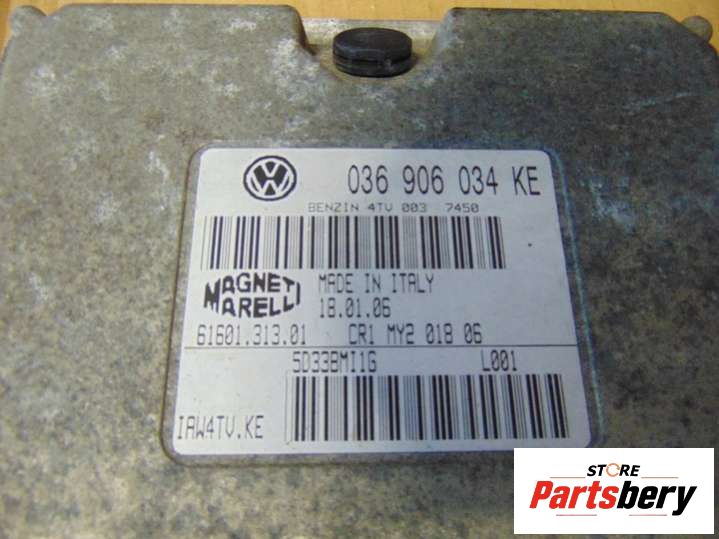 036 906 034 KE
BENZIN 4TV 003 7450
MAGNETI MARELLI
MADE IN ITALY
18.01.06
61601.313.01 CR1 MY2 018 06
5D33BMI1G L001
IAW4TV.KE
STORE
Partsbery